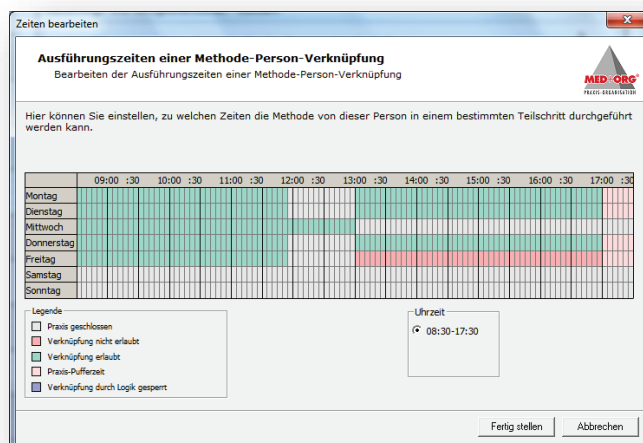 Zeiten bearbeiten
Ausführungszeiten einer Methode-Person-Verknüpfung
Bearbeiten der Ausführungszeiten einer Methode-Person-Verknüpfung
MED+ORG®
PRAXIS-ORGANISATION
Hier können Sie einstellen, zu welchen Zeiten die Methode von dieser Person in einem bestimmten Teilschritt durchgeführt
werden kann.
09:00 :30 10:00 :30 11:00 :30 12:00 :30 13:00 :30 14:00 :30 15:00 :30 16:00 :30 17:00 :30
Montag
Dienstag
Mittwoch
Donnerstag
Freitag
Samstag
Sonntag
Legende
Praxis geschlossen
Verknüpfung nicht erlaubt
Verknüpfung erlaubt
Praxis-Pufferzeit
Verknüpfung durch Logik gesperrt
Uhrzeit
08:30-17:30
Fertig stellen Abbrechen